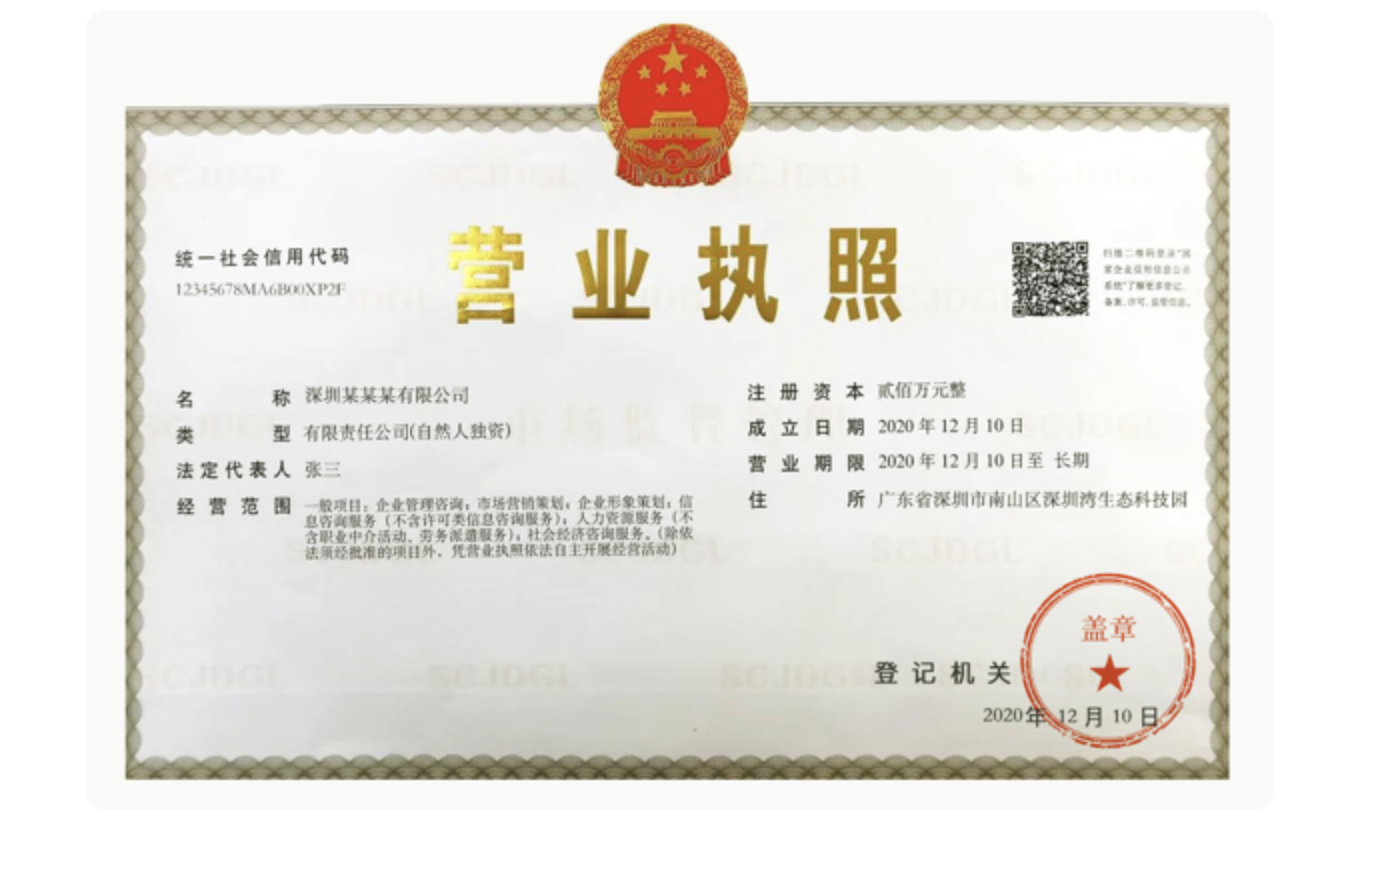 营业执照
统一社会信用代码
12345678MA6B00XP2F
扫描二维码登录“国
家企业信用信息公示
系统”了解更多登记、
备案、许可、监管信息。
名称 深圳某某某有限公司
类型 有限责任公司(自然人独资)
法定代表人 张三
经营范围 一般项目:企业管理咨询;市场营销策划;企业形象策划;信
息咨询服务(不含许可类信息咨询服务);人力资源服务(不
含职业中介活动、劳务派遣服务);社会经济咨询服务。(除依
法须经批准的项目外,凭营业执照依法自主开展经营活动)
注册资本 贰佰万元整
成立日期 2020年12月10日
营业期限 2020年12月10日至 长期
住所 广东省深圳市南山区深圳湾生态科技园
盖章
登记机关
2020年 12月10日
SCJDGL